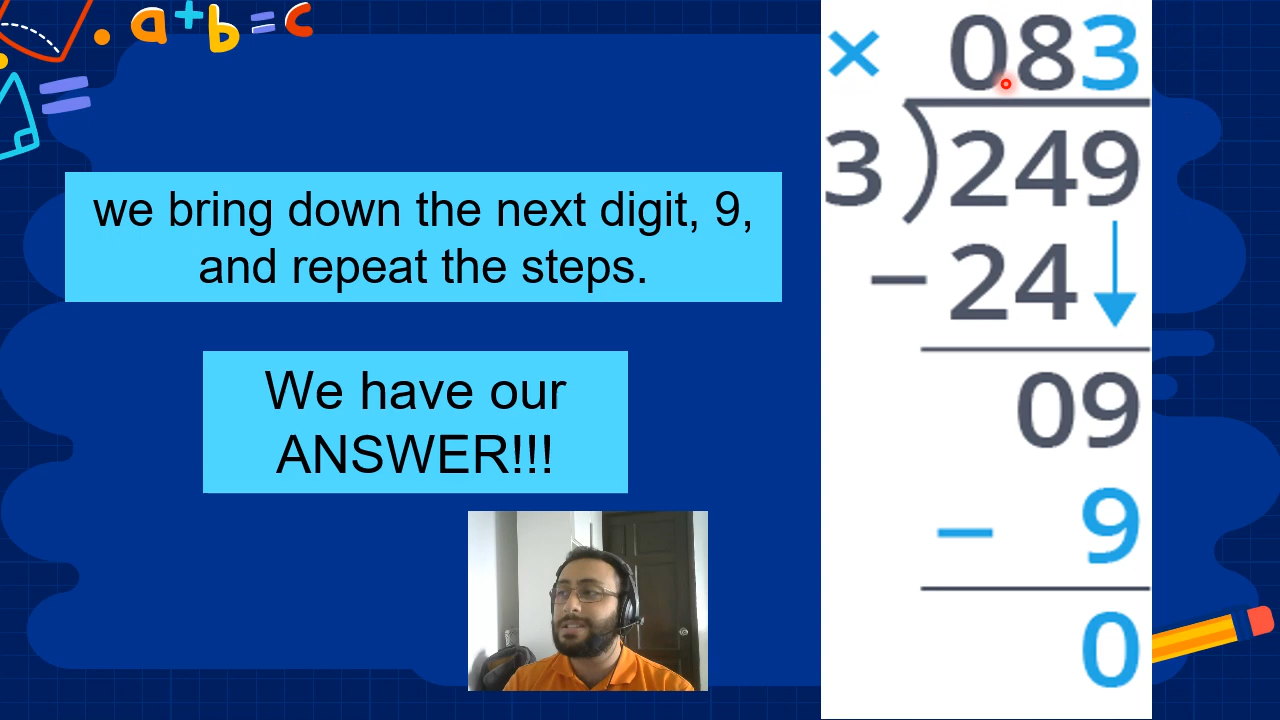 a+b=c
we bring down the next digit, 9,
and repeat the steps.
We have our
ANSWER!!!
× 083
3)249
− 24
09
− 9
0